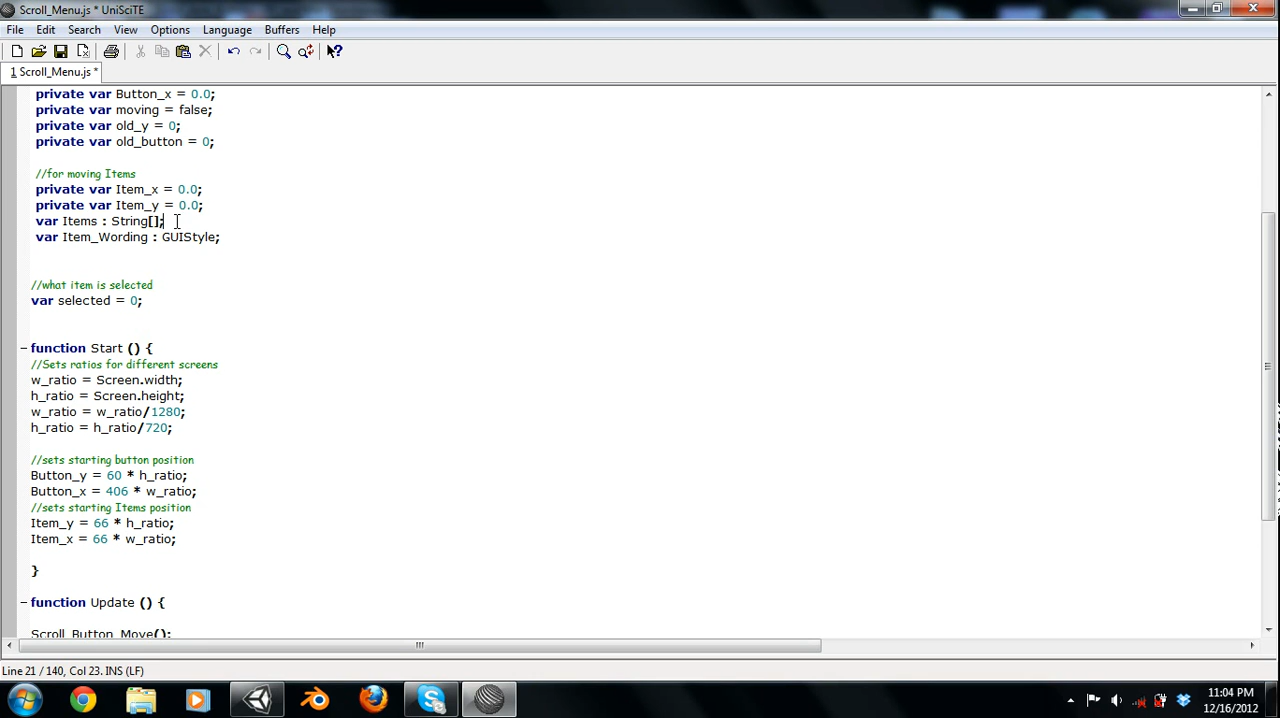 Scroll_Menu.js * UniSciTE
File Edit Search View Options Language Buffers Help
1 Scroll_Menu.js *
private var Button_x = 0.0;
private var moving = false;
private var old_y = 0;
private var old_button = 0;
//for moving Items
private var Item_x = 0.0;
private var Item_y = 0.0;
var Items : String[];
var Item_Wording : GUIStyle;
//what item is selected
var selected = 0;
function Start () {
//Sets ratios for different screens
w_ratio = Screen.width;
h_ratio = Screen.height;
w_ratio = w_ratio/1280;
h_ratio = h_ratio/720;
//sets starting button position
Button_y = 60 * h_ratio;
Button_x = 406 * w_ratio;
//sets starting Items position
Item_y = 66 * h_ratio;
Item_x = 66 * w_ratio;
}
function Update () {
Scroll_Button_Move();
Line 21 / 140, Col 23. INS (LF)
11:04 PM
12/16/2012